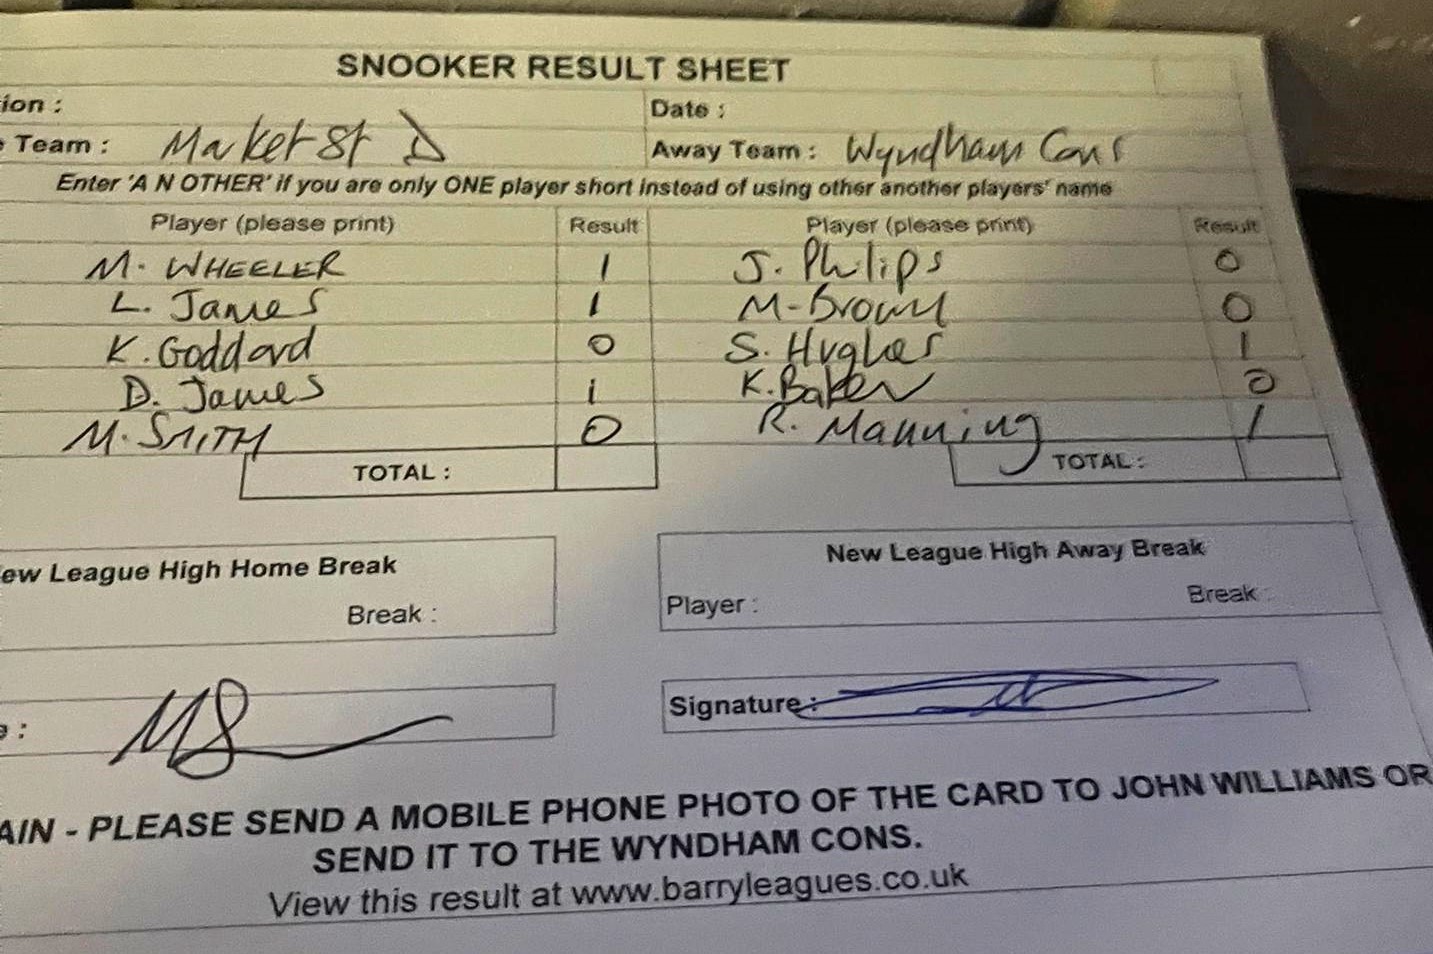 SNOOKER RESULT SHEET
ion : Date :
Team : Market St D Away Team : Wyndham Cons
Enter 'A N OTHER' if you are only ONE player short instead of using other another players' name
Player (please print) Result Player (please print) Result
M. WHEELER 1 J. Philips 0
L. James 1 M-Brown 0
K. Goddard 0 S. Hughes 1
D. James 1 K. Baker 0
M. SMITH 0 R. Manning 1
TOTAL : TOTAL :
ew League High Home Break New League High Away Break
Break : Player : Break :
e : MS Signature :
AIN - PLEASE SEND A MOBILE PHONE PHOTO OF THE CARD TO JOHN WILLIAMS OR
SEND IT TO THE WYNDHAM CONS.
View this result at www.barryleagues.co.uk